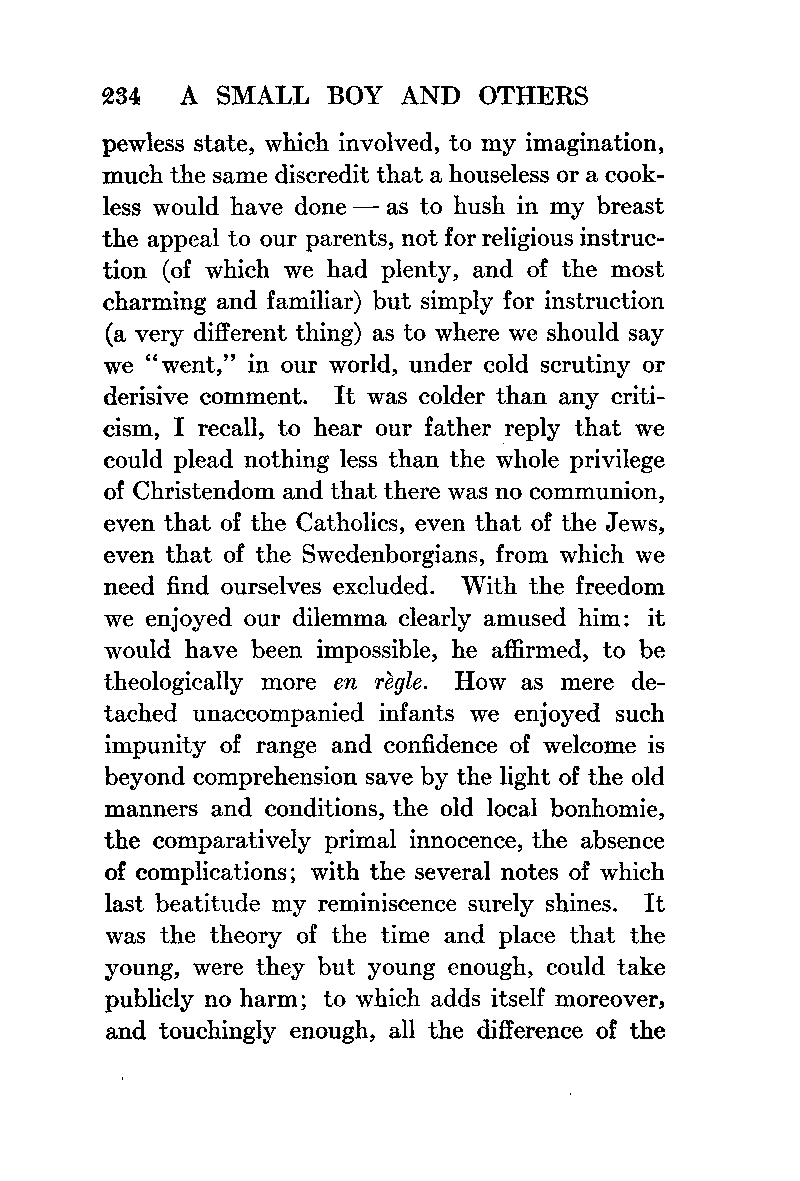 234 A SMALL BOY AND OTHERS
pewless state, which involved, to my imagination,
much the same discredit that a houseless or a cook-
less would have done — as to hush in my breast
the appeal to our parents, not for religious instruc-
tion (of which we had plenty, and of the most
charming and familiar) but simply for instruction
(a very different thing) as to where we should say
we “went,” in our world, under cold scrutiny or
derisive comment. It was colder than any criti-
cism, I recall, to hear our father reply that we
could plead nothing less than the whole privilege
of Christendom and that there was no communion,
even that of the Catholics, even that of the Jews,
even that of the Swedenborgians, from which we
need find ourselves excluded. With the freedom
we enjoyed our dilemma clearly amused him: it
would have been impossible, he affirmed, to be
theologically more en règle. How as mere de-
tached unaccompanied infants we enjoyed such
impunity of range and confidence of welcome is
beyond comprehension save by the light of the old
manners and conditions, the old local bonhomie,
the comparatively primal innocence, the absence
of complications; with the several notes of which
last beatitude my reminiscence surely shines. It
was the theory of the time and place that the
young, were they but young enough, could take
publicly no harm; to which adds itself moreover,
and touchingly enough, all the difference of the